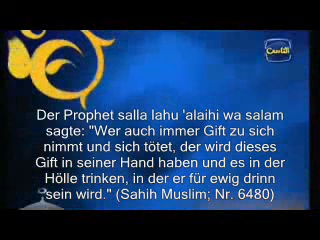 Der Prophet salla lahu 'alaihi wa salam
sagte: "Wer auch immer Gift zu sich
nimmt und sich tötet, der wird dieses
Gift in seiner Hand haben und es in der
Hölle trinken, in der er für ewig drinn
sein wird." (Sahih Muslim; Nr. 6480)